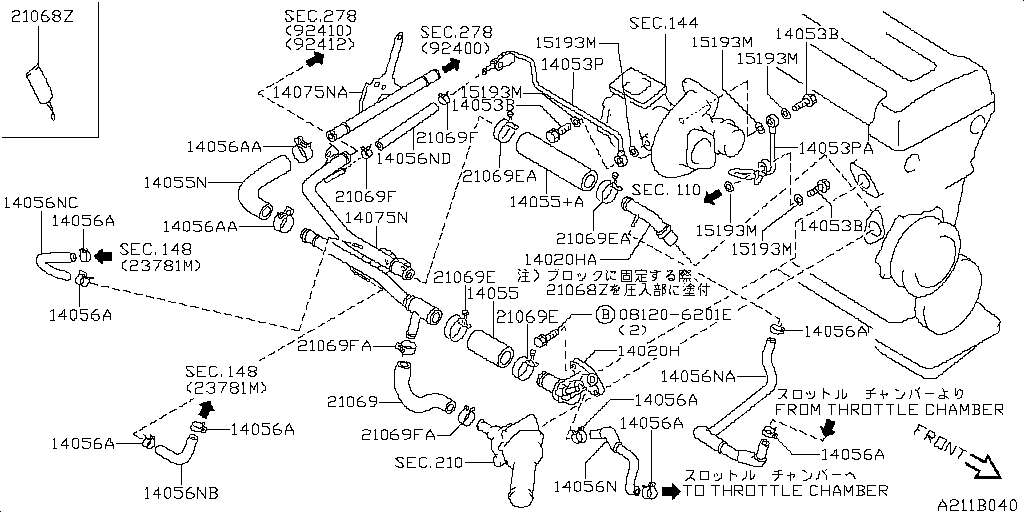 21068Z
SEC.278
(92410)
(92412)
SEC.278
(92400)
SEC.144
15193M
14053P
15193M
14053B
15193M
15193M
14053B
14075NA
14056AA
21069F
14056ND
14053PA
14055N
21069F
21069EA
14055+A
SEC.110
14056NC
14056A
14056AA
14075N
21069EA
14020HA
15193M
15193M
14053B
SEC.148
(23781M)
注) ブロックに固定する際
21068Zを圧入部に塗付
14056A
21069E
14055
21069E
B 08120-6201E
(2)
14056A
21069FA
14020H
SEC.148
(23781M)
21069
14056NA
14056A
スロットル チャンバーより
FROM THROTTLE CHAMBER
14056A
14056A
21069FA
14056A
14056A
FRONT
SEC.210
14056NB
14056N
スロットル チャンバーへ
TO THROTTLE CHAMBER
A211B040